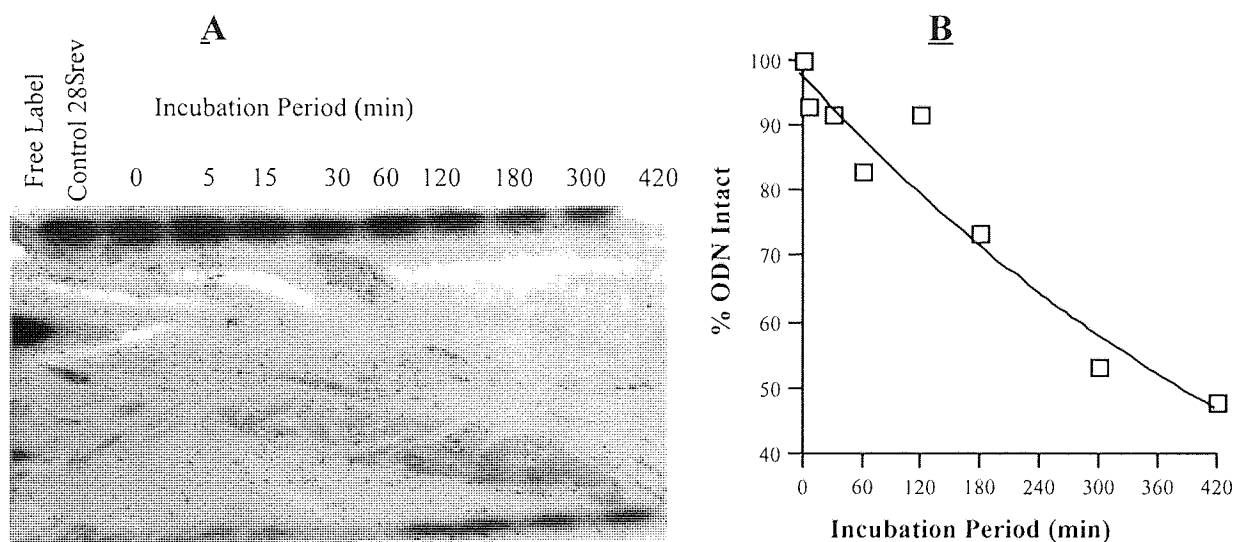 A
Free Label
Control 28Srev
Incubation Period (min)
0 5 15 30 60 120 180 300 420
B
% ODN Intact
100
90
80
70
60
50
40
0 60 120 180 240 300 360 420
Incubation Period (min)